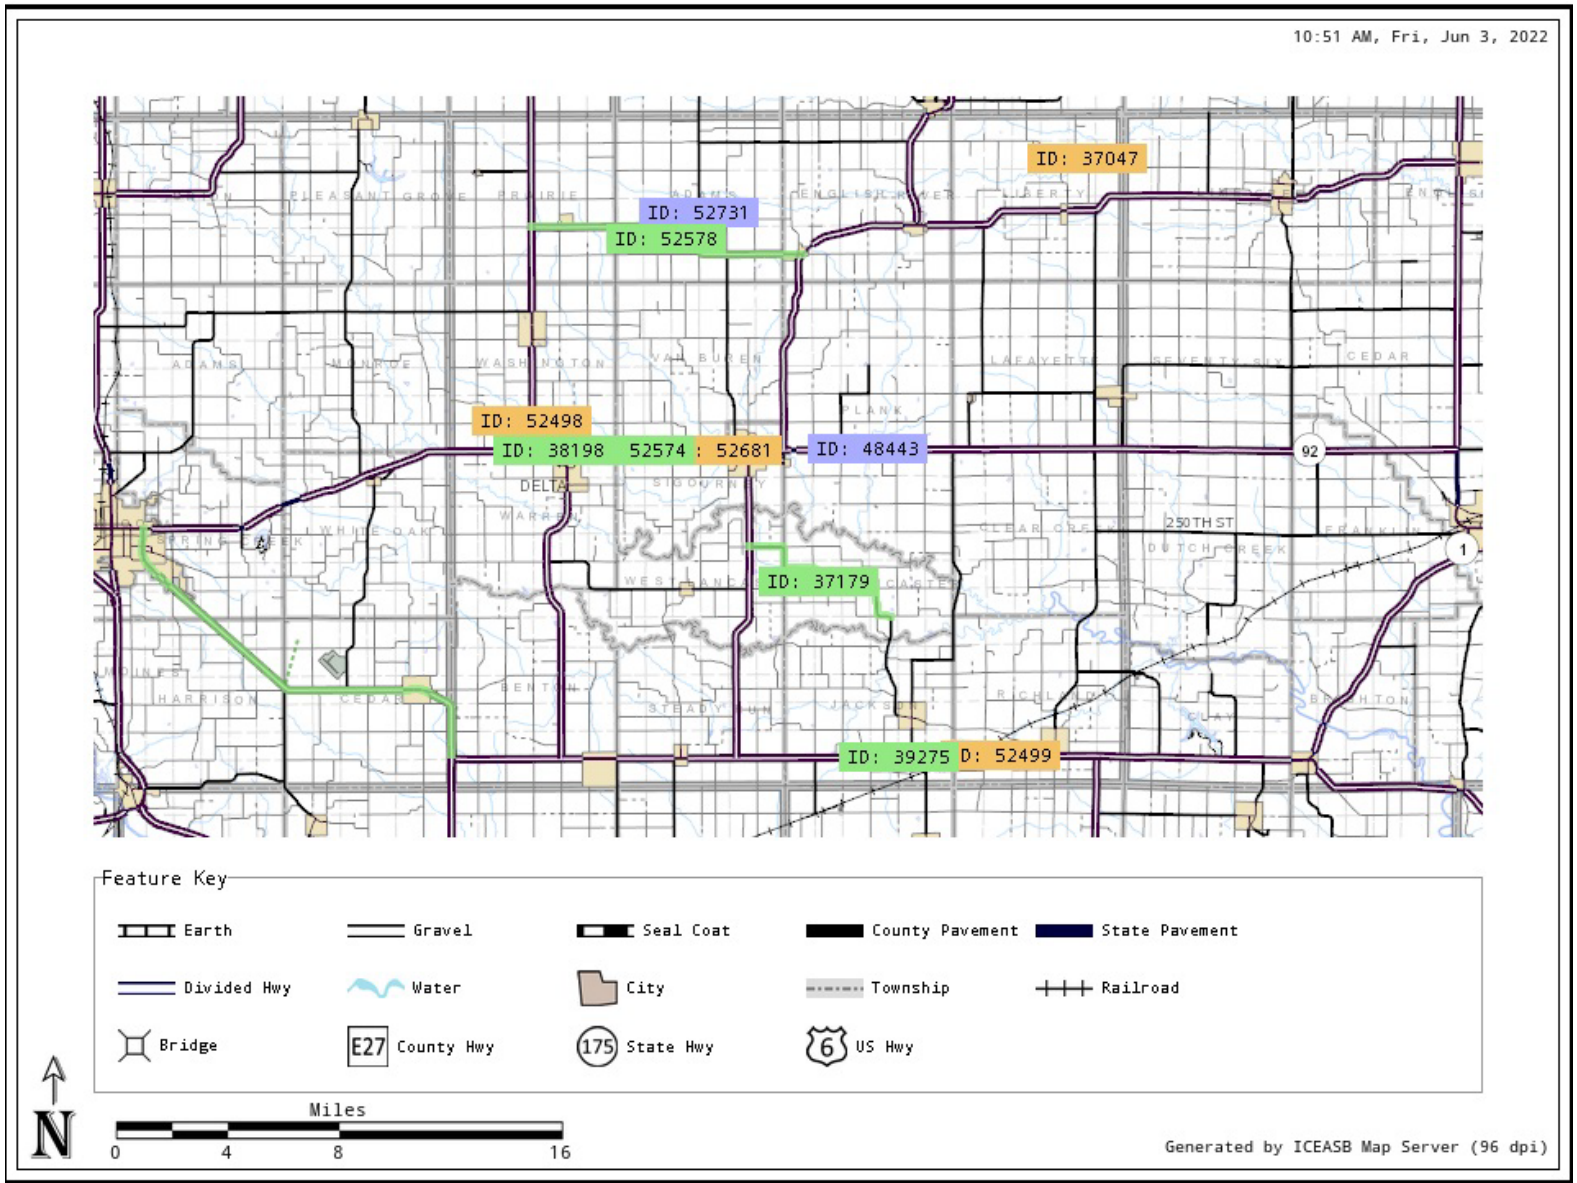 10:51 AM, Fri, Jun 3, 2022
ID: 37047
PLEASANT GROVE
PRAIRIE
ADAMS
ENGLISH RIVER
LIBERTY
ID: 52731
ID: 52578
ADAMS
MONROE
WASHINGTON
VAN BUREN
LAFAYETTE
SEVENTY SIX
CEDAR
PLANK
ID: 52498
ID: 38198
52574
: 52681
ID: 48443
92
DELTA
SIGOURNEY
WARREN
WHITE OAK
SPRING CREEK
CLEAR CREEK
250TH ST
FRANKLIN
DUTCH CREEK
1
ID: 37179
HARRISON
CEDAR
BENTON
STEADY RUN
JACKSON
RICHLAND
CLAY
BRIGHTON
ID: 39275
D: 52499
Feature Key
Earth
Gravel
Seal Coat
County Pavement
State Pavement
Divided Hwy
Water
City
Township
Railroad
Bridge
E27 County Hwy
175 State Hwy
6 US Hwy
N
Miles
0 4 8 16
Generated by ICEASB Map Server (96 dpi)